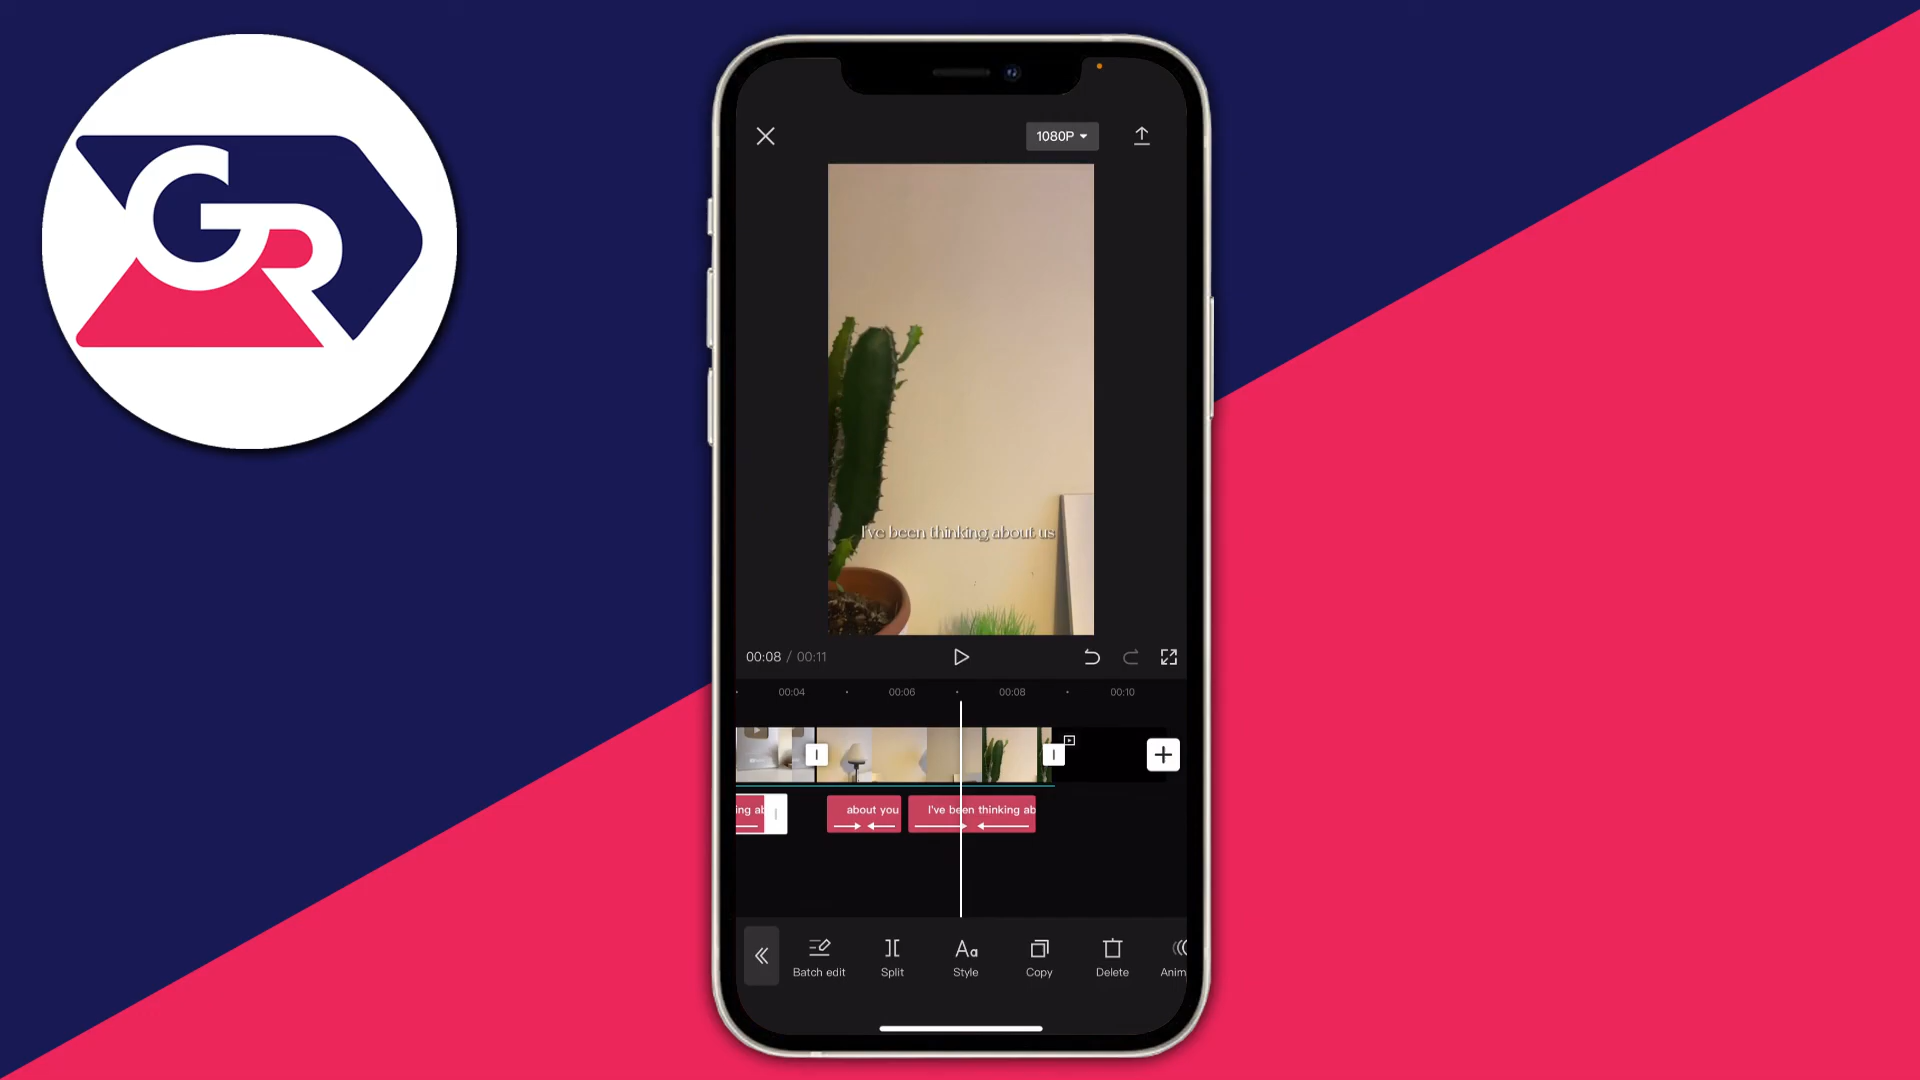 GR
1080P
I've been thinking about us
00:08 / 00:11
00:04 00:06 00:08 00:10
ing ab about you I've been thinking ab
Batch edit Split Style Copy Delete Anim